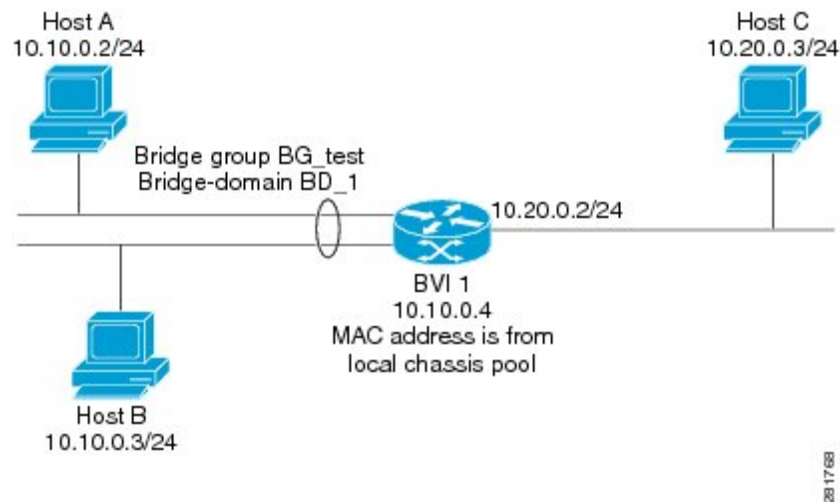 Host A
10.10.0.2/24
Host C
10.20.0.3/24
Bridge group BG_test
Bridge-domain BD_1
10.20.0.2/24
BVI 1
10.10.0.4
MAC address is from
local chassis pool
Host B
10.10.0.3/24